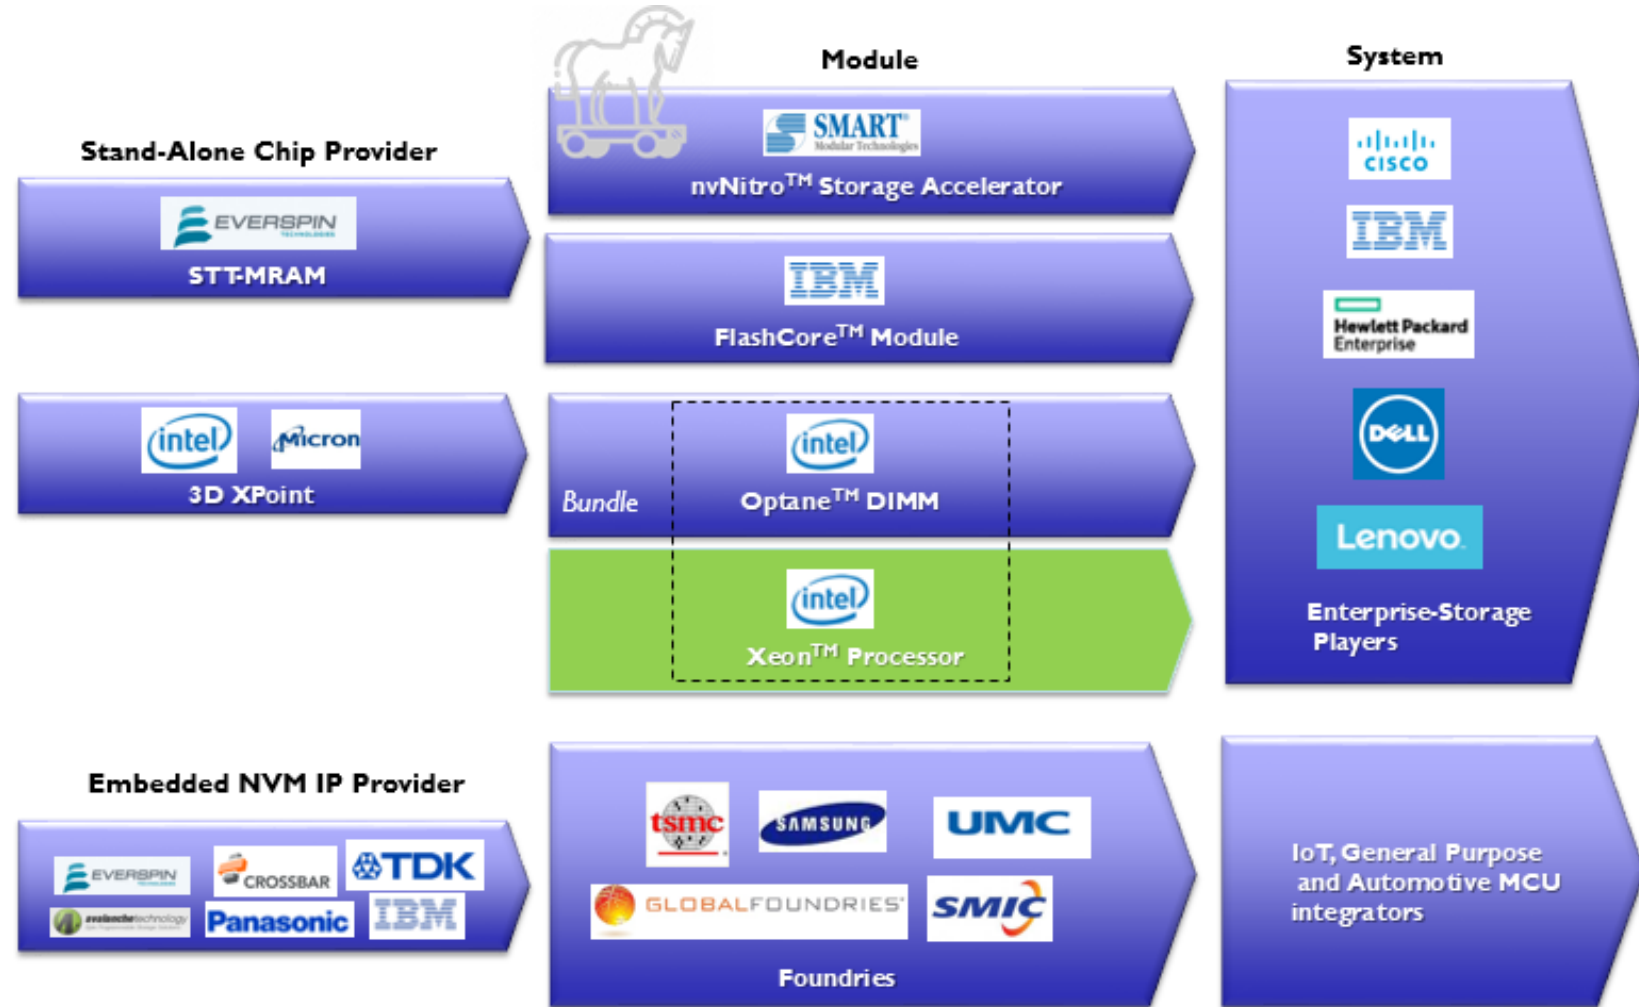 Module
System
Stand-Alone Chip Provider
SMART®
Modular Technologies
nvNitro™ Storage Accelerator
CISCO
EVERSPIN
TECHNOLOGIES
STT-MRAM
IBM
FlashCore™ Module
IBM
Hewlett Packard
Enterprise
intel
Micron
3D XPoint
intel
Bundle
Optane™ DIMM
DELL
Lenovo
intel
Xeon™ Processor
Enterprise-Storage
Players
Embedded NVM IP Provider
EVERSPIN
CROSSBAR
TDK
avalanche technology
Panasonic
IBM
tsmc
SAMSUNG
UMC
GLOBALFOUNDRIES
SMIC
Foundries
IoT, General Purpose
and Automotive MCU
integrators